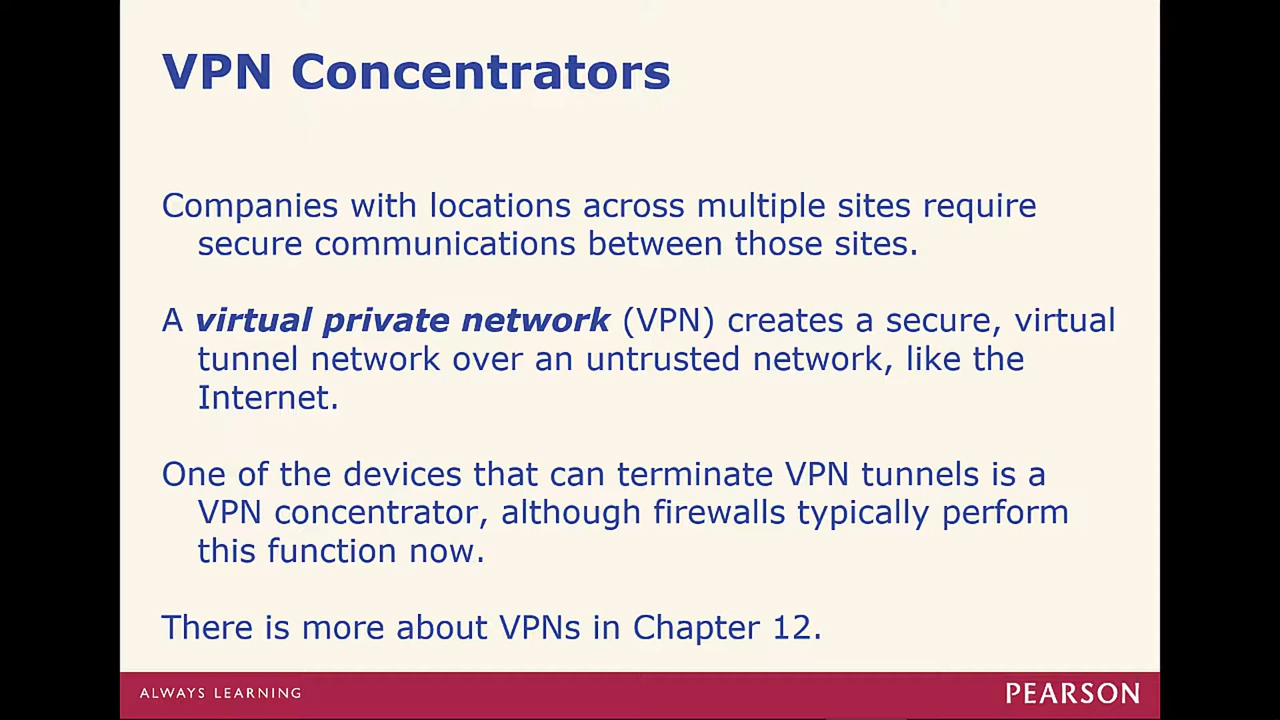 VPN Concentrators
Companies with locations across multiple sites require
secure communications between those sites.
A virtual private network (VPN) creates a secure, virtual
tunnel network over an untrusted network, like the
Internet.
One of the devices that can terminate VPN tunnels is a
VPN concentrator, although firewalls typically perform
this function now.
There is more about VPNs in Chapter 12.
ALWAYS LEARNING
PEARSON